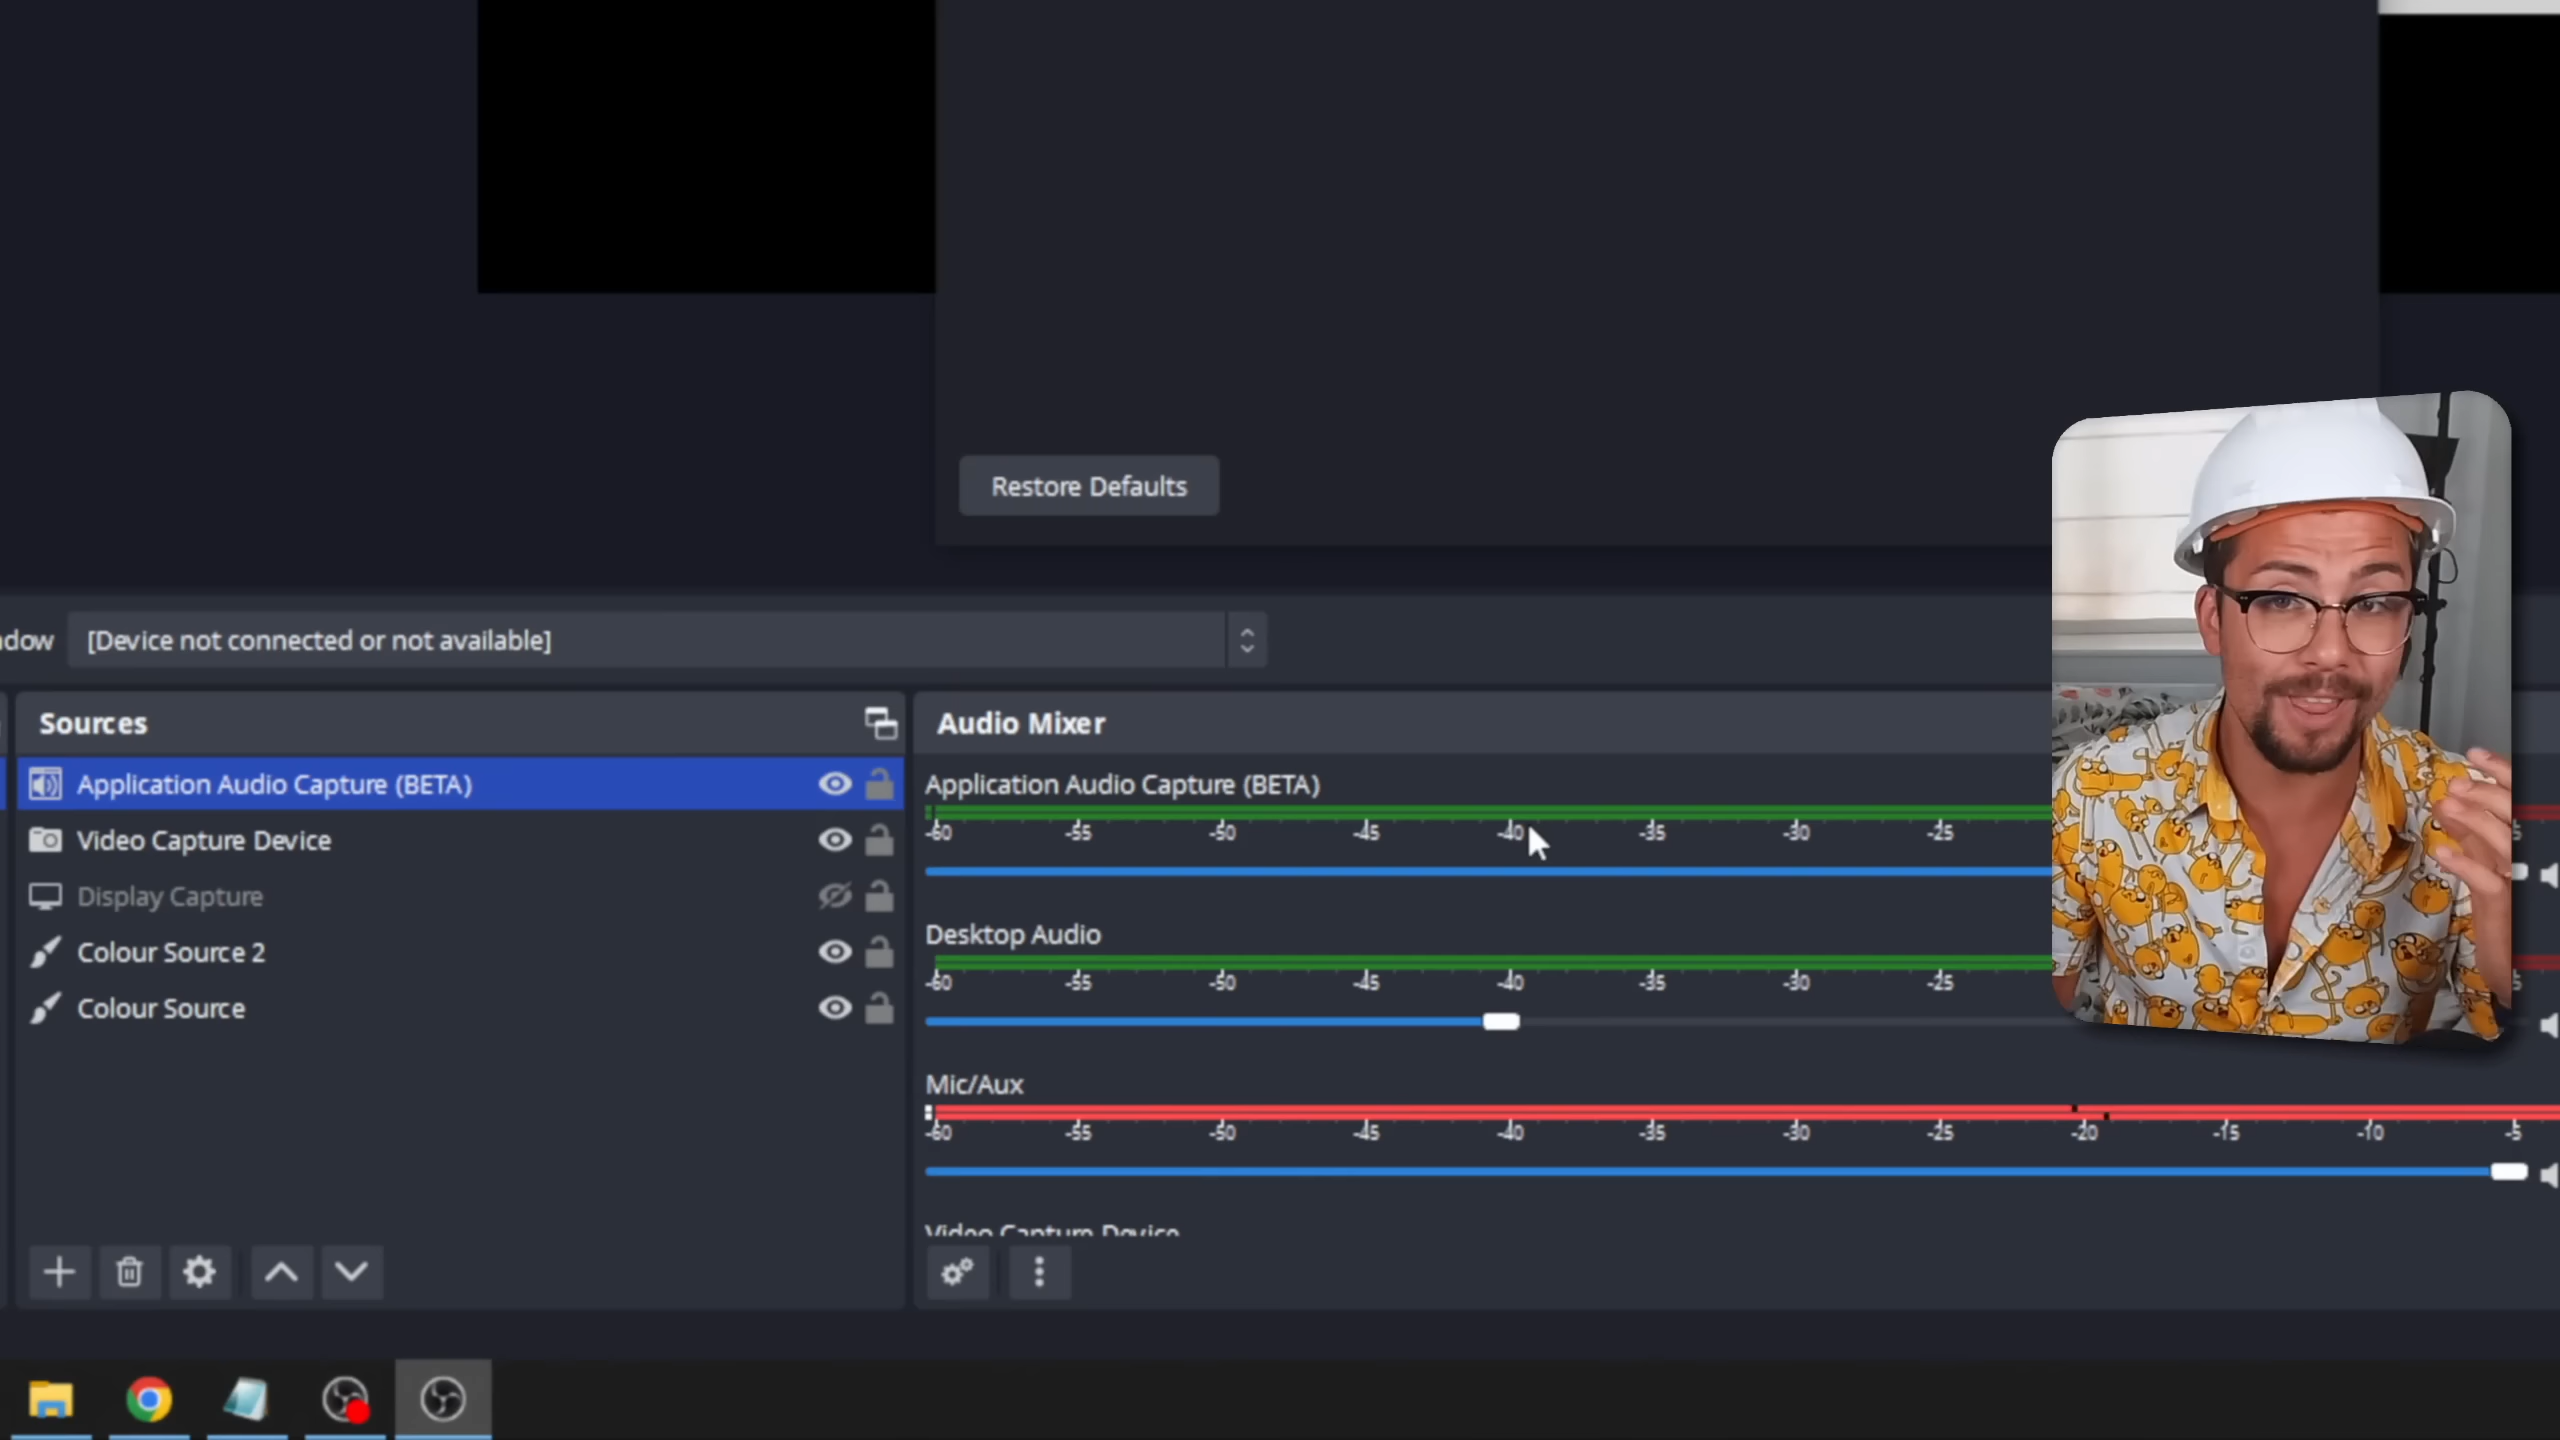 Restore Defaults
dow [Device not connected or not available]
Sources
Application Audio Capture (BETA)
Video Capture Device
Display Capture
Colour Source 2
Colour Source
Audio Mixer
Application Audio Capture (BETA)
-60 -55 -50 -45 -40 -35 -30 -25
Desktop Audio
-60 -55 -50 -45 -40 -35 -30 -25
Mic/Aux
-60 -55 -50 -45 -40 -35 -30 -25 -20 -15 -10 -5
Video Capture Device